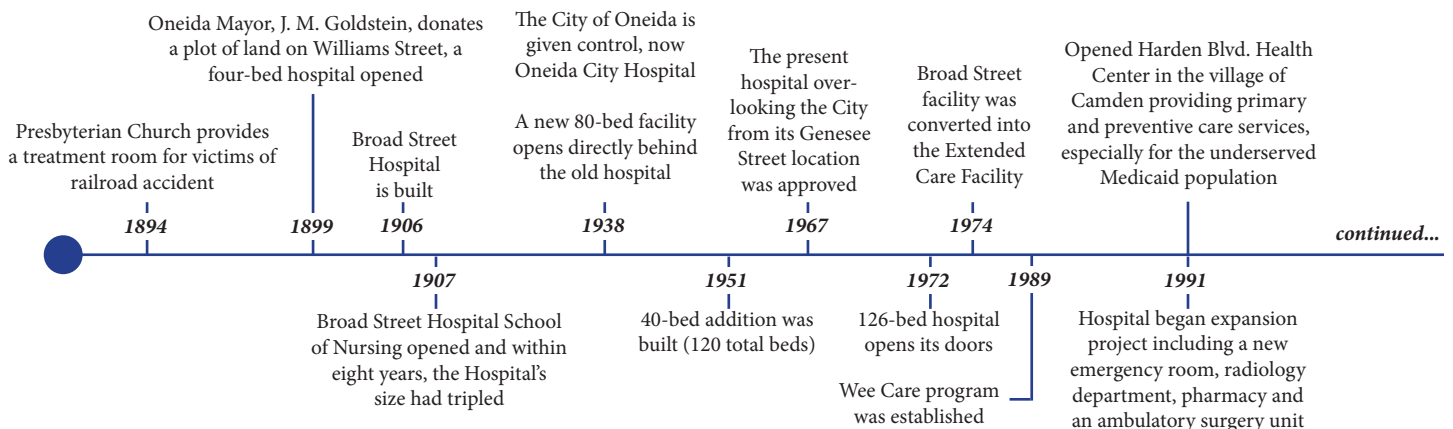 Presbyterian Church provides
a treatment room for victims of
railroad accident
1894
Oneida Mayor, J. M. Goldstein, donates
a plot of land on Williams Street, a
four-bed hospital opened
1899
Broad Street
Hospital
is built
1906
1907
Broad Street Hospital School
of Nursing opened and within
eight years, the Hospital's
size had tripled
The City of Oneida is
given control, now
Oneida City Hospital
A new 80-bed facility
opens directly behind
the old hospital
1938
1951
40-bed addition was
built (120 total beds)
The present
hospital over-
looking the City
from its Genesee
Street location
was approved
1967
1972
126-bed hospital
opens its doors
Broad Street
facility was
converted into
the Extended
Care Facility
1974
1989
Wee Care program
was established
Opened Harden Blvd. Health
Center in the village of
Camden providing primary
and preventive care services,
especially for the underserved
Medicaid population
1991
Hospital began expansion
project including a new
emergency room, radiology
department, pharmacy and
an ambulatory surgery unit
continued...